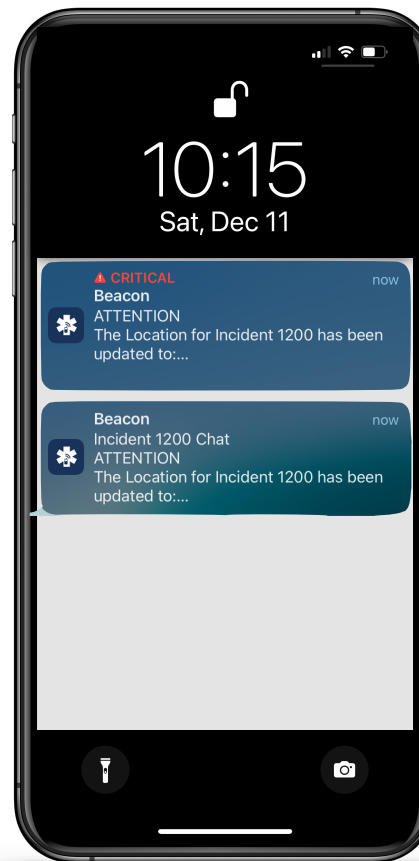 10:15
Sat, Dec 11
CRITICAL
now
Beacon
ATTENTION
The Location for Incident 1200 has been
updated to:...
Beacon
now
Incident 1200 Chat
ATTENTION
The Location for Incident 1200 has been
updated to:...